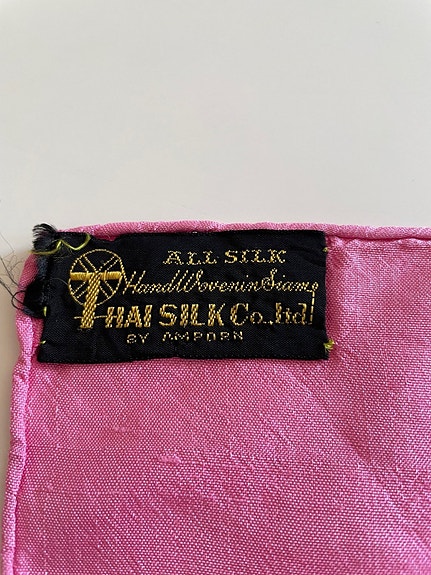 ALL SILK
Hand Woven in Siam
THAI SILK Co., ltd.
BY AMPORN